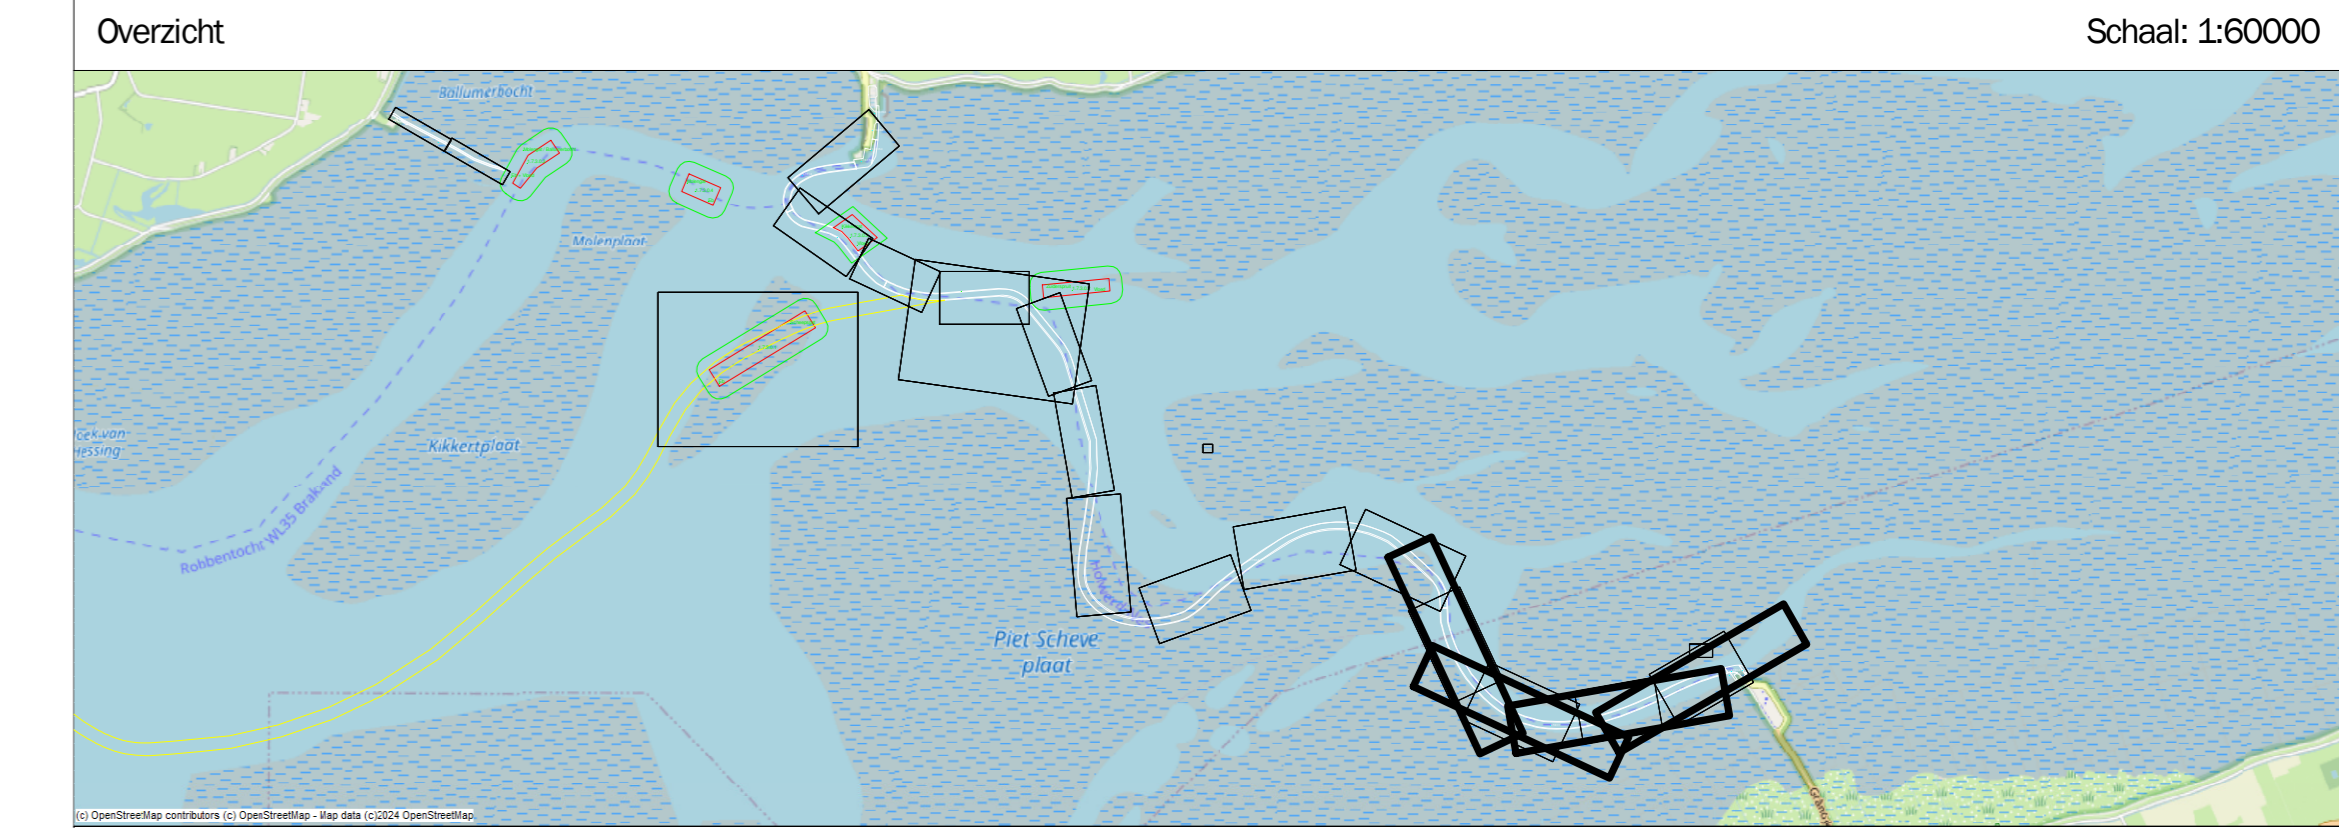 Overzicht
Schaal: 1:60000
Ballumerbocht
Molenplaat
Kikkertplaat
Robbentocht WL35 Brakzand
Piet Scheve
plaat
(c) OpenStreetMap contributors (c) OpenStreetMap - Map data (c)2024 OpenStreetMap